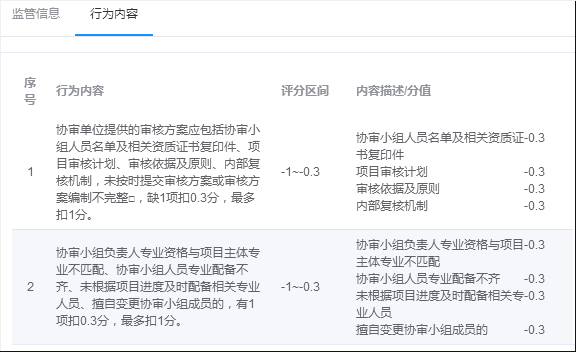 监管信息 行为内容
序号 行为内容 评分区间 内容描述/分值
1
协审单位提供的审核方案应包括协审小
组人员名单及相关资质证书复印件、项
目审核计划、审核依据及原则、内部复
核机制，未按时提交审核方案或审核方
案编制不完整□，缺1项扣0.3分，最多
扣1分。
-1~-0.3
协审小组人员名单及相关资质证-0.3
书复印件
项目审核计划 -0.3
审核依据及原则 -0.3
内部复核机制 -0.3
2
协审小组负责人专业资格与项目主体专
业不匹配、协审小组人员专业配备不
齐、未根据项目进度及时配备相关专业
人员、擅自变更协审小组成员的，有1
项扣0.3分，最多扣1分。
-1~-0.3
协审小组负责人专业资格与项目-0.3
主体专业不匹配
协审小组人员专业配备不齐 -0.3
未根据项目进度及时配备相关专-0.3
业人员
擅自变更协审小组成员的 -0.3